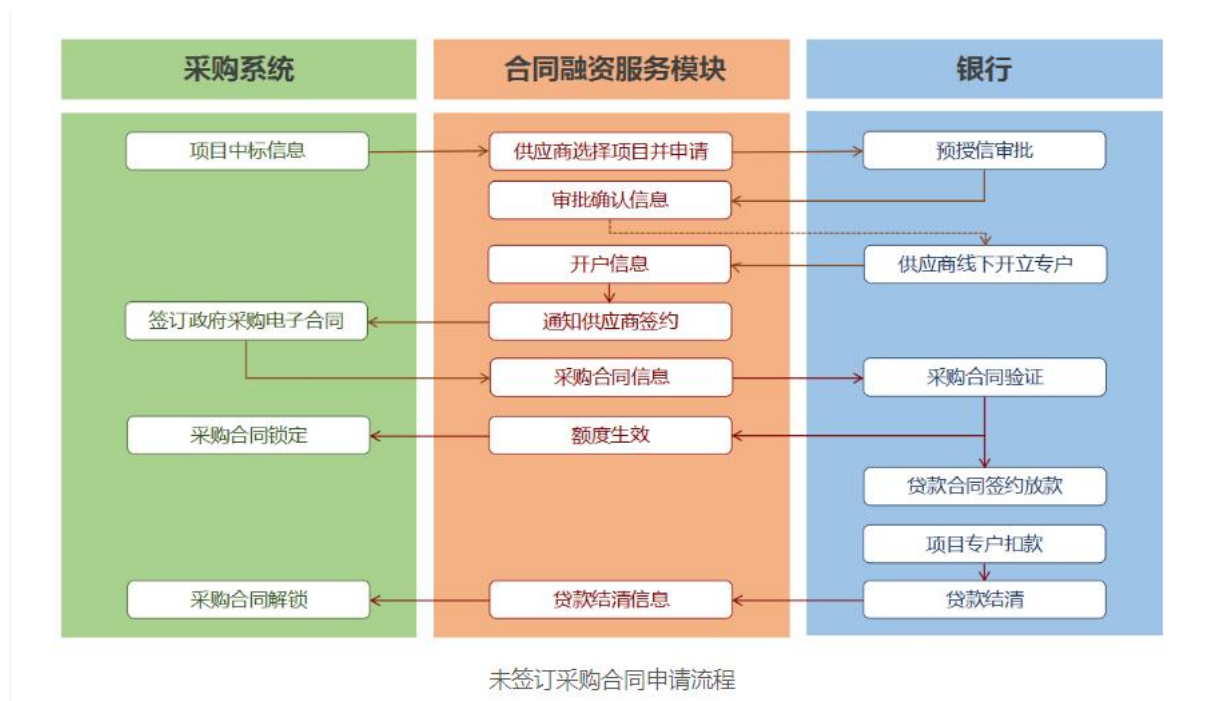 采购系统
合同融资服务模块
银行
项目中标信息
供应商选择项目并申请
预授信审批
审批确认信息
开户信息
供应商线下开立专户
签订政府采购电子合同
通知供应商签约
采购合同信息
采购合同验证
采购合同锁定
额度生效
贷款合同签约放款
项目专户扣款
采购合同解锁
贷款结清信息
贷款结清
未签订采购合同申请流程